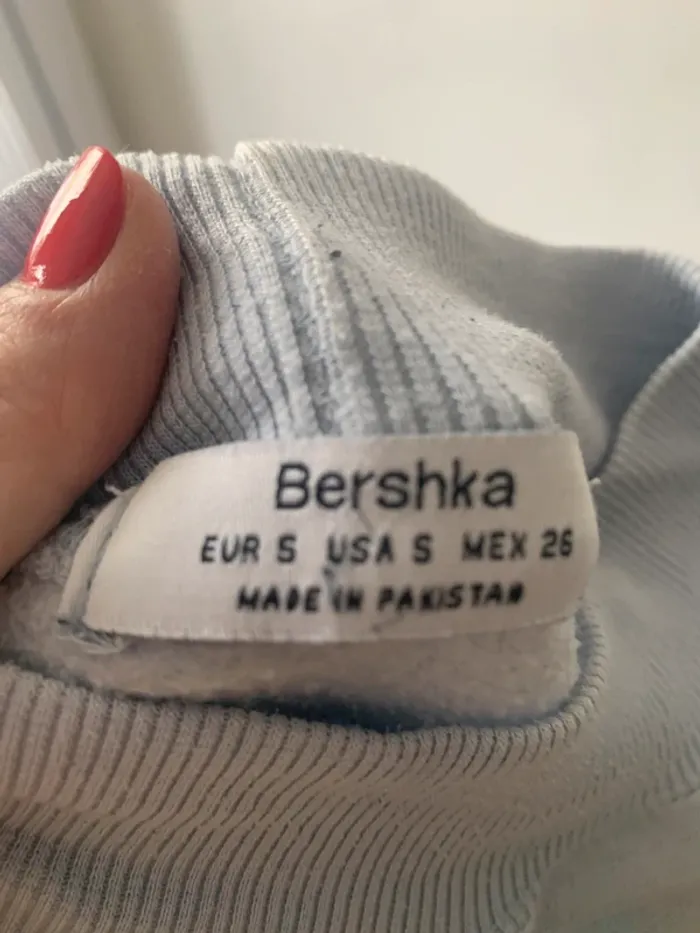 Bershka
EUR S USA S MEX 26
MADE IN PAKISTAN